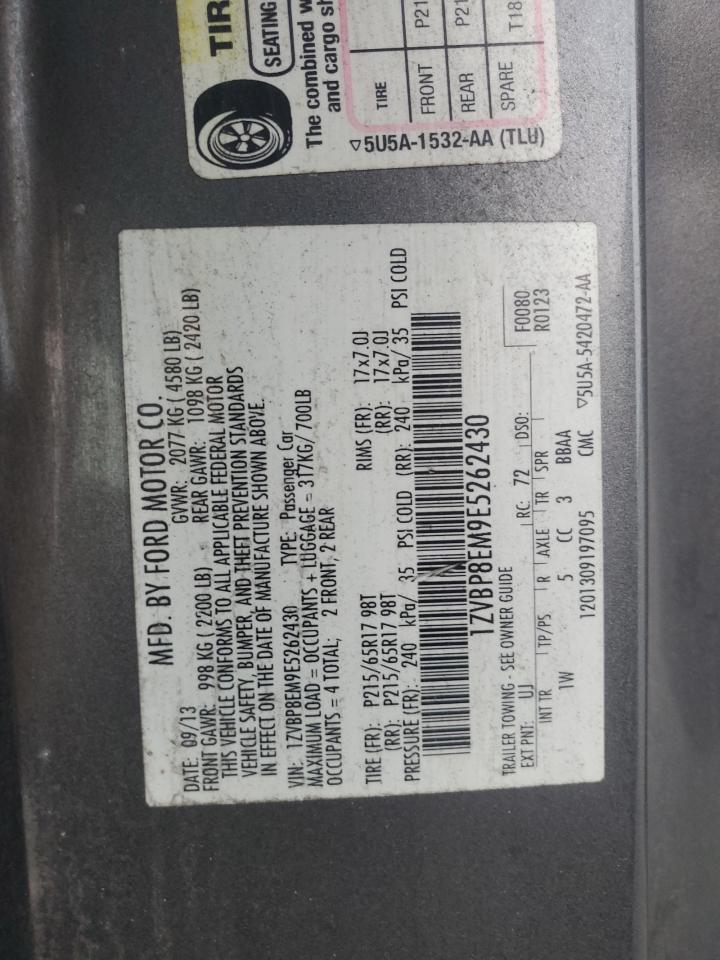 TIR
SEATING
The combined w
and cargo sh
TIRE
FRONT P21
REAR P21
SPARE T18
5U5A-1532-AA (TLU)
MFD. BY FORD MOTOR CO.
DATE: 09/13 GVWR: 2077 KG ( 4580 LB)
FRONT GAWR: 998 KG ( 2200 LB) REAR GAWR: 1098 KG ( 2420 LB)
THIS VEHICLE CONFORMS TO ALL APPLICABLE FEDERAL MOTOR
VEHICLE SAFETY, BUMPER, AND THEFT PREVENTION STANDARDS
IN EFFECT ON THE DATE OF MANUFACTURE SHOWN ABOVE.
VIN: 1ZVBP8EM9E5262430 TYPE: Passenger Car
MAXIMUM LOAD = OCCUPANTS + LUGGAGE = 317KG/ 700LB
OCCUPANTS = 4 TOTAL; 2 FRONT, 2 REAR
TIRE (FR): P215/65R17 98T RIMS (FR): 17x7.0J
(RR): P215/65R17 98T (RR): 17x7.0J
PRESSURE (FR): 240 kPa/ 35 PSI COLD (RR): 240 kPa/ 35 PSI COLD
1ZVBP8EM9E5262430
TRAILER TOWING - SEE OWNER GUIDE F0080
EXT PNT: UJ RC: 72 DSO: R0123
INT TR TP/PS R AXLE TR SPR
1W 5 CC 3 BBAA
1201309197095 CMC 5U5A-5420472-AA